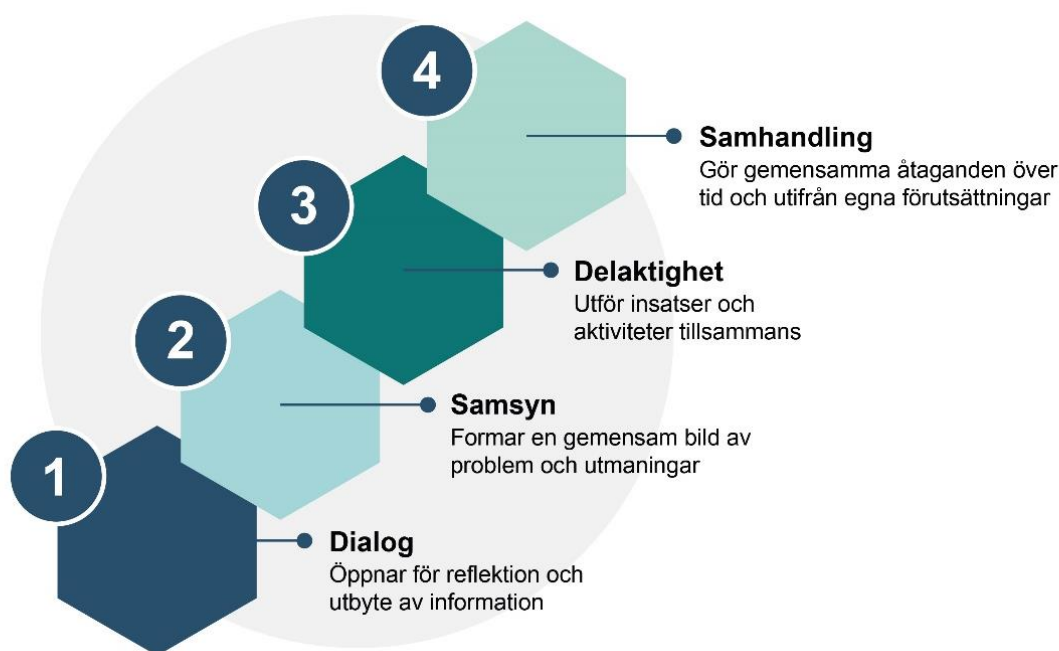 4
Samhandling
Gör gemensamma åtaganden över
tid och utifrån egna förutsättningar
3
Delaktighet
Utför insatser och
aktiviteter tillsammans
2
Samsyn
Formar en gemensam bild av
problem och utmaningar
1
Dialog
Öppnar för reflektion och
utbyte av information